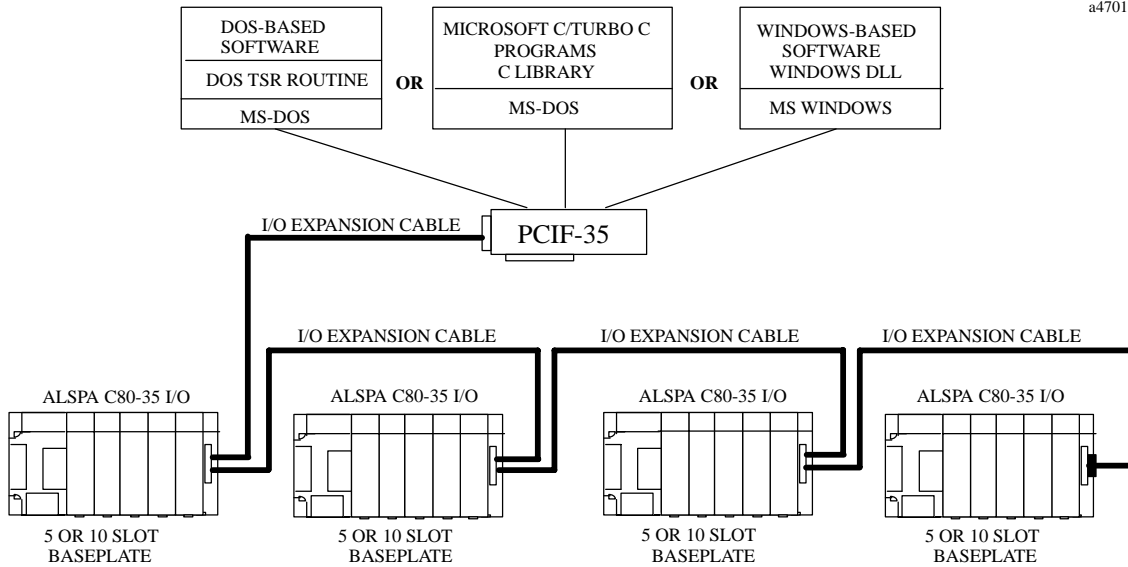 a4701
DOS-BASED
SOFTWARE
DOS TSR ROUTINE
MS-DOS
OR
MICROSOFT C/TURBO C
PROGRAMS
C LIBRARY
MS-DOS
OR
WINDOWS-BASED
SOFTWARE
WINDOWS DLL
MS WINDOWS
I/O EXPANSION CABLE
PCIF-35
I/O EXPANSION CABLE
I/O EXPANSION CABLE
I/O EXPANSION CABLE
ALSPA C80-35 I/O
ALSPA C80-35 I/O
ALSPA C80-35 I/O
ALSPA C80-35 I/O
5 OR 10 SLOT
BASEPLATE
5 OR 10 SLOT
BASEPLATE
5 OR 10 SLOT
BASEPLATE
5 OR 10 SLOT
BASEPLATE